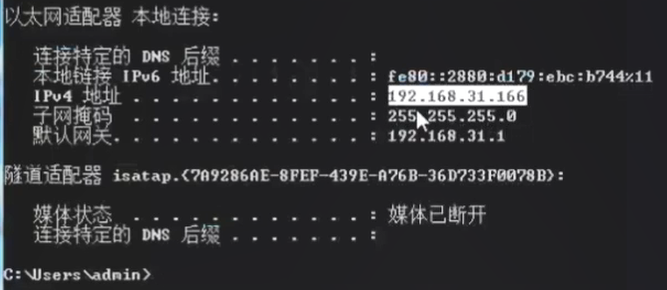 以太网适配器 本地连接:
连接特定的 DNS 后缀 . . . . . . . :
本地链接 IPv6 地址. . . . . . . . : fe80::2880:d179:ebc:b744%11
IPv4 地址 . . . . . . . . . . . . : 192.168.31.166
子网掩码 . . . . . . . . . . . . : 255.255.255.0
默认网关. . . . . . . . . . . . . : 192.168.31.1
隧道适配器 isatap.{7A9286AE-8FEF-439E-A76B-36D733F0078B}:
媒体状态 . . . . . . . . . . . . : 媒体已断开
连接特定的 DNS 后缀 . . . . . . . :
C:\Users\admin>